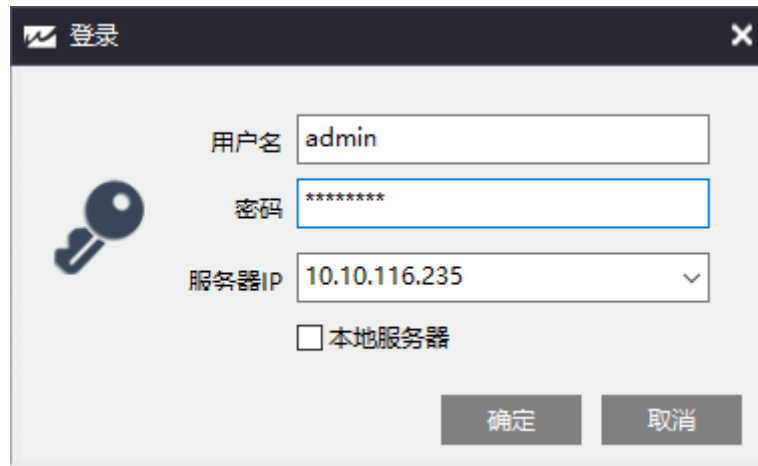 登录
用户名 admin
密码 ********
服务器IP 10.10.116.235
本地服务器
确定 取消